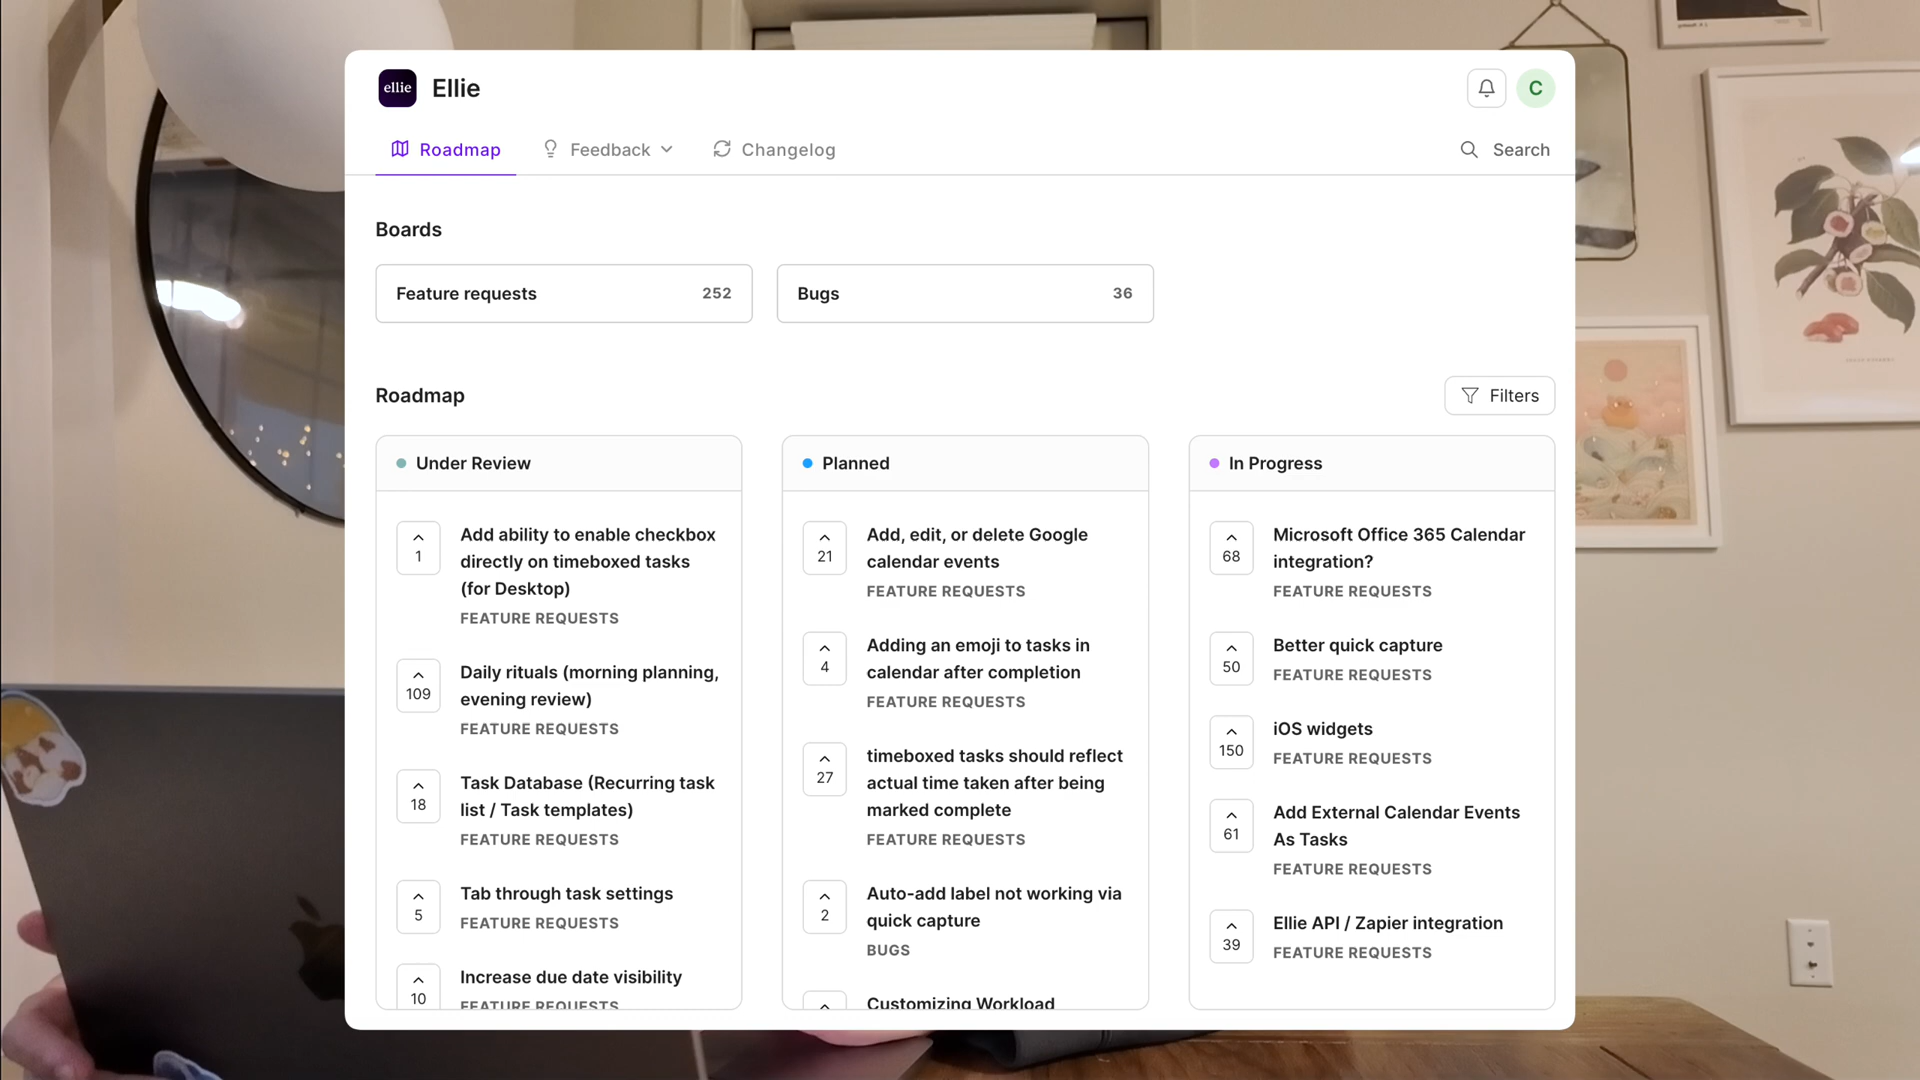 ellie
Ellie
C
Roadmap
Feedback
Changelog
Search
Boards
Feature requests
252
Bugs
36
Roadmap
Filters
Under Review
1
Add ability to enable checkbox
directly on timeboxed tasks
(for Desktop)
FEATURE REQUESTS
109
Daily rituals (morning planning,
evening review)
FEATURE REQUESTS
18
Task Database (Recurring task
list / Task templates)
FEATURE REQUESTS
5
Tab through task settings
FEATURE REQUESTS
10
Increase due date visibility
FEATURE REQUESTS
Planned
21
Add, edit, or delete Google
calendar events
FEATURE REQUESTS
4
Adding an emoji to tasks in
calendar after completion
FEATURE REQUESTS
27
timeboxed tasks should reflect
actual time taken after being
marked complete
FEATURE REQUESTS
2
Auto-add label not working via
quick capture
BUGS
Customizing Workload
In Progress
68
Microsoft Office 365 Calendar
integration?
FEATURE REQUESTS
50
Better quick capture
FEATURE REQUESTS
150
iOS widgets
FEATURE REQUESTS
61
Add External Calendar Events
As Tasks
FEATURE REQUESTS
39
Ellie API / Zapier integration
FEATURE REQUESTS